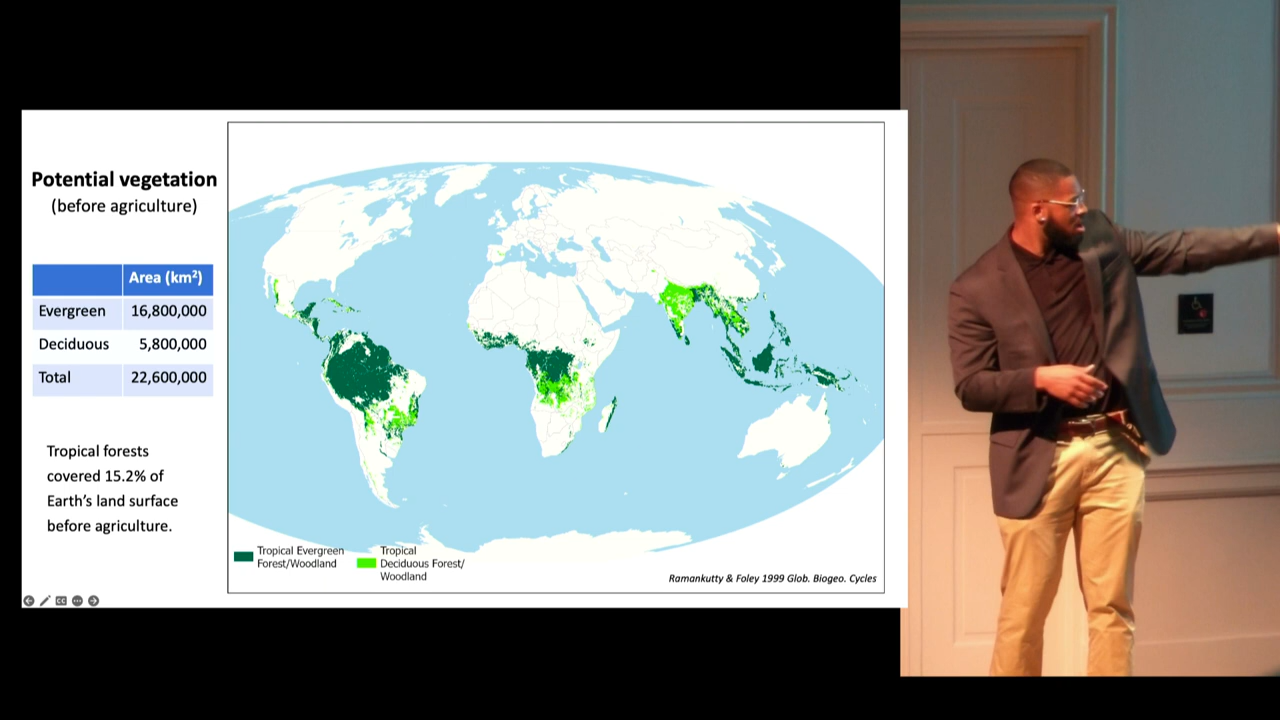 Potential vegetation
(before agriculture)
Area (km²)
Evergreen 16,800,000
Deciduous 5,800,000
Total 22,600,000
Tropical forests
covered 15.2% of
Earth’s land surface
before agriculture.
Tropical Evergreen
Forest/Woodland
Tropical
Deciduous Forest/
Woodland
Ramankutty & Foley 1999 Glob. Biogeo. Cycles
CC